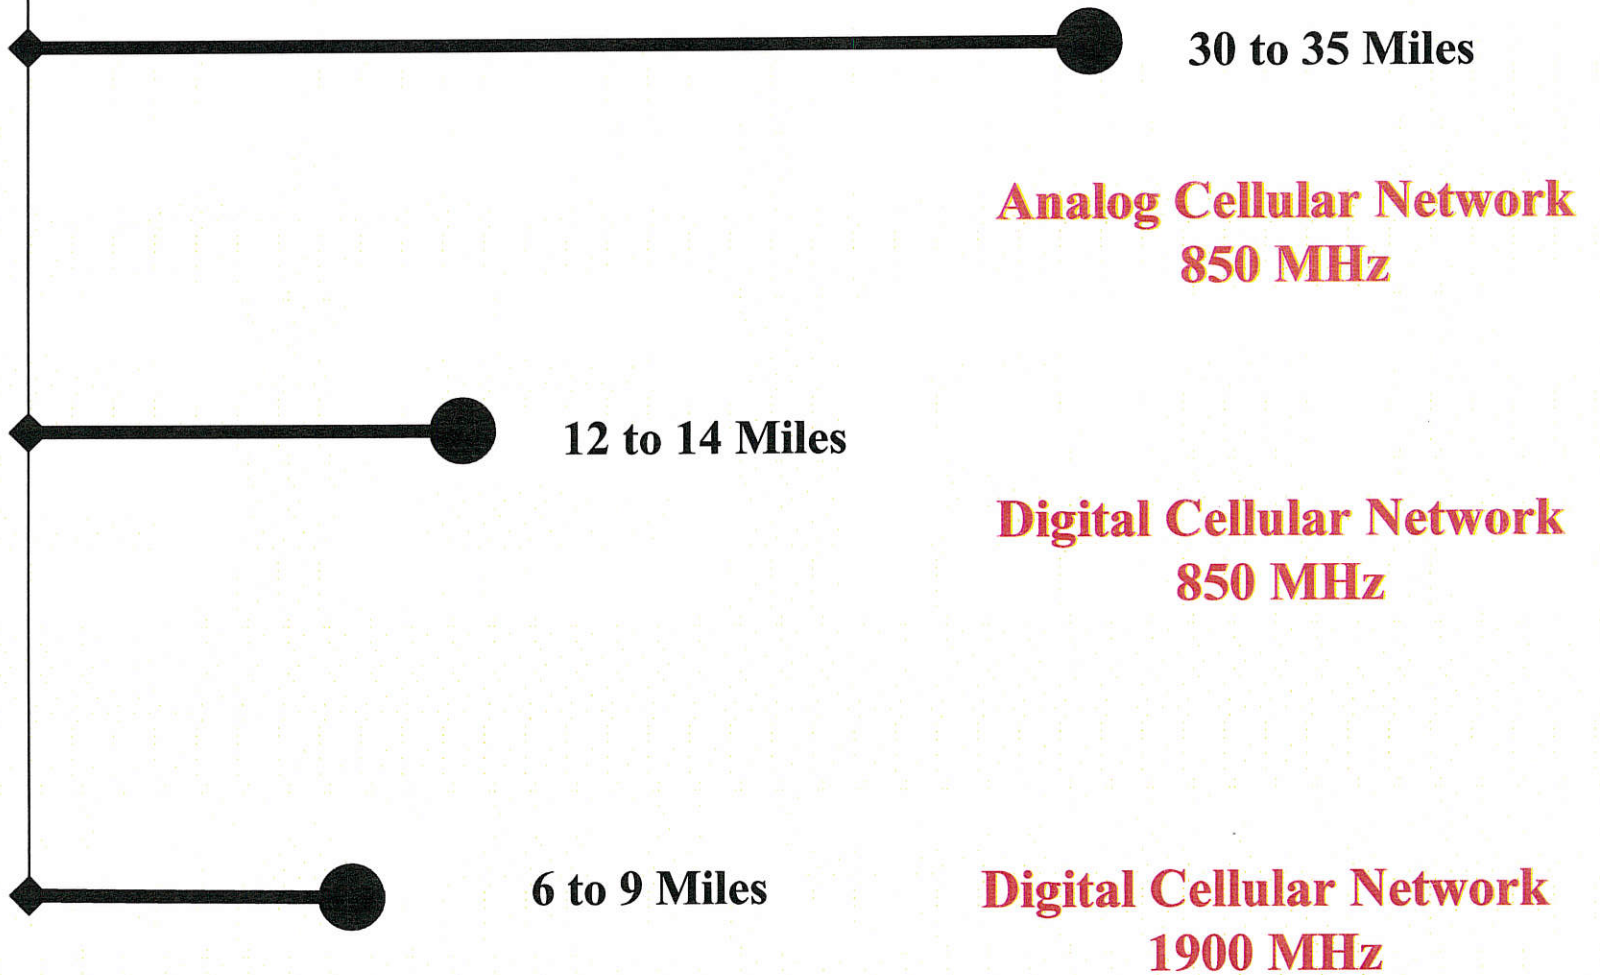 30 to 35 Miles
Analog Cellular Network
850 MHz
12 to 14 Miles
Digital Cellular Network
850 MHz
6 to 9 Miles
Digital Cellular Network
1900 MHz